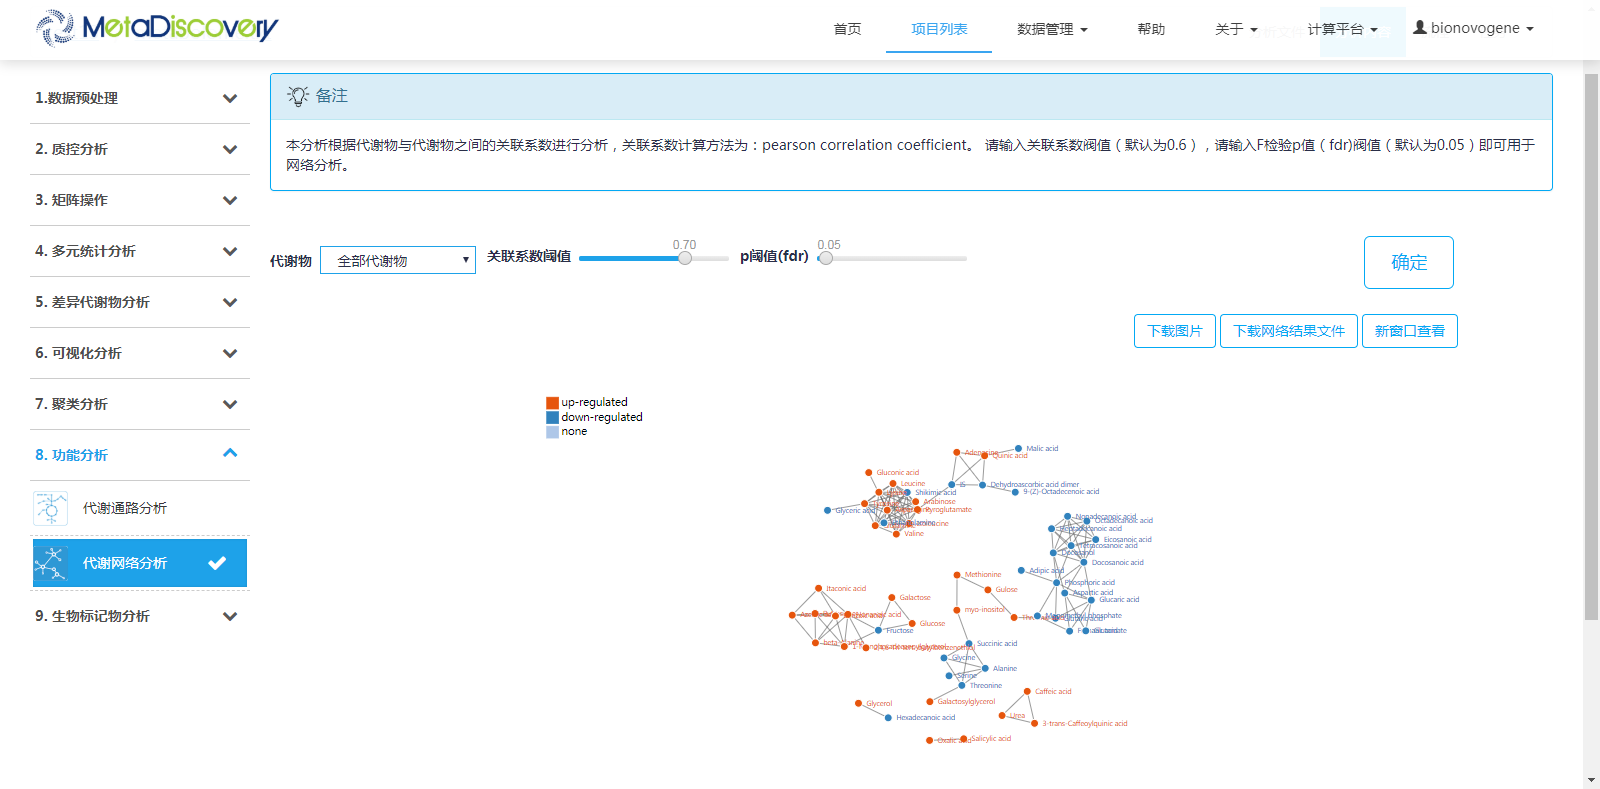 MetaDiscovery
首页
项目列表
数据管理
帮助
关于
计算平台
bionovogene
1.数据预处理
2. 质控分析
3. 矩阵操作
4. 多元统计分析
5. 差异代谢物分析
6. 可视化分析
7. 聚类分析
8. 功能分析
代谢通路分析
代谢网络分析
9. 生物标记物分析
备注
本分析根据代谢物与代谢物之间的关联系数进行分析，关联系数计算方法为：pearson correlation coefficient。 请输入关联系数阀值（默认为0.6），请输入F检验p值（fdr)阀值（默认为0.05）即可用于
网络分析。
代谢物
全部代谢物
关联系数阈值
0.70
p阈值(fdr)
0.05
确定
下载图片
下载网络结果文件
新窗口查看
up-regulated
down-regulated
none
Malic acid
Quinic acid
Gluconic acid
Leucine
Shikimic acid
Dehydroascorbic acid dimer
9-(Z)-Octadecenoic acid
Arabinose
Glyceric acid
Pyroglutamate
Valine
Nonadecanoic acid
Octadecanoic acid
Eicosanoic acid
Tetracosanoic acid
Docosanol
Docosanoic acid
Adipic acid
Phosphoric acid
Aspartic acid
Glucaric acid
Methionine
Gulose
myo-inositol
Itaconic acid
Galactose
Glucose
Fructose
Succinic acid
Glycine
Alanine
Serine
Threonine
Galactosylglycerol
Caffeic acid
Urea
3-trans-Caffeoylquinic acid
Glycerol
Hexadecanoic acid
Oxalic acid
Salicylic acid